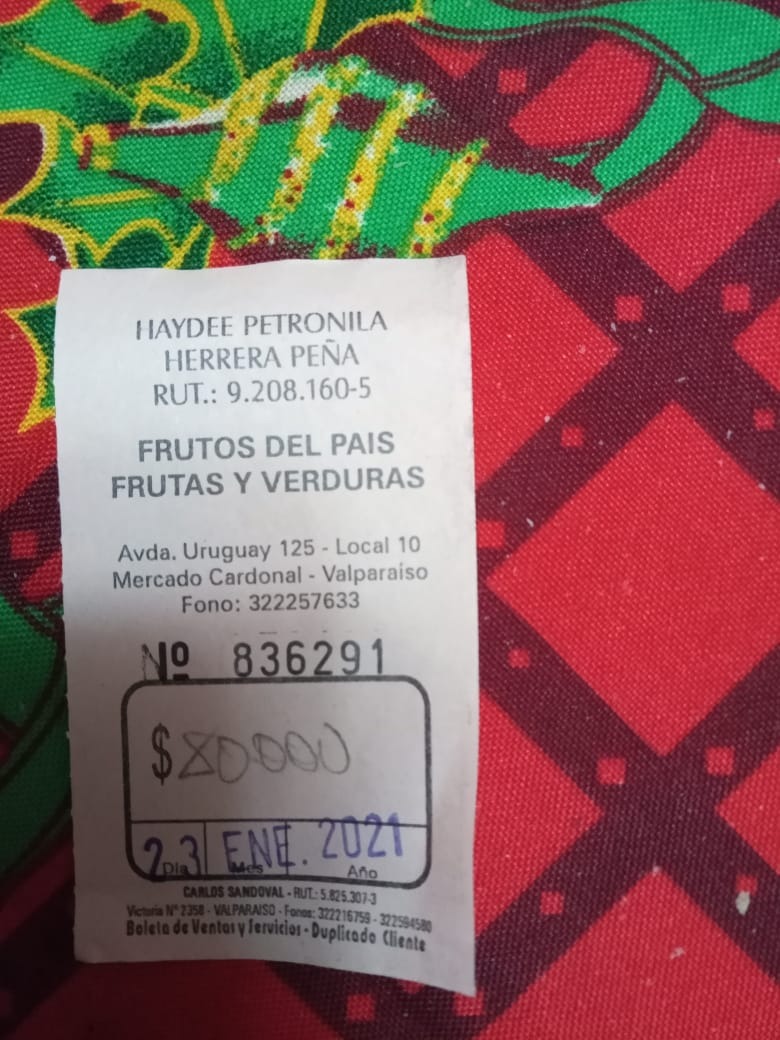 HAYDEE PETRONILA
HERRERA PEÑA
RUT.: 9.208.160-5
FRUTOS DEL PAIS
FRUTAS Y VERDURAS
Avda. Uruguay 125 - Local 10
Mercado Cardonal - Valparaiso
Fono: 322257633
Nº 836291
$ 80000
23 ENE. 2021
Día Mes Año
CARLOS SANDOVAL - RUT.: 5.825.307-3
Victoria Nº 2358 - VALPARAISO - Fonos: 322216759 - 322594580
Boleta de Ventas y Servicios - Duplicado Cliente